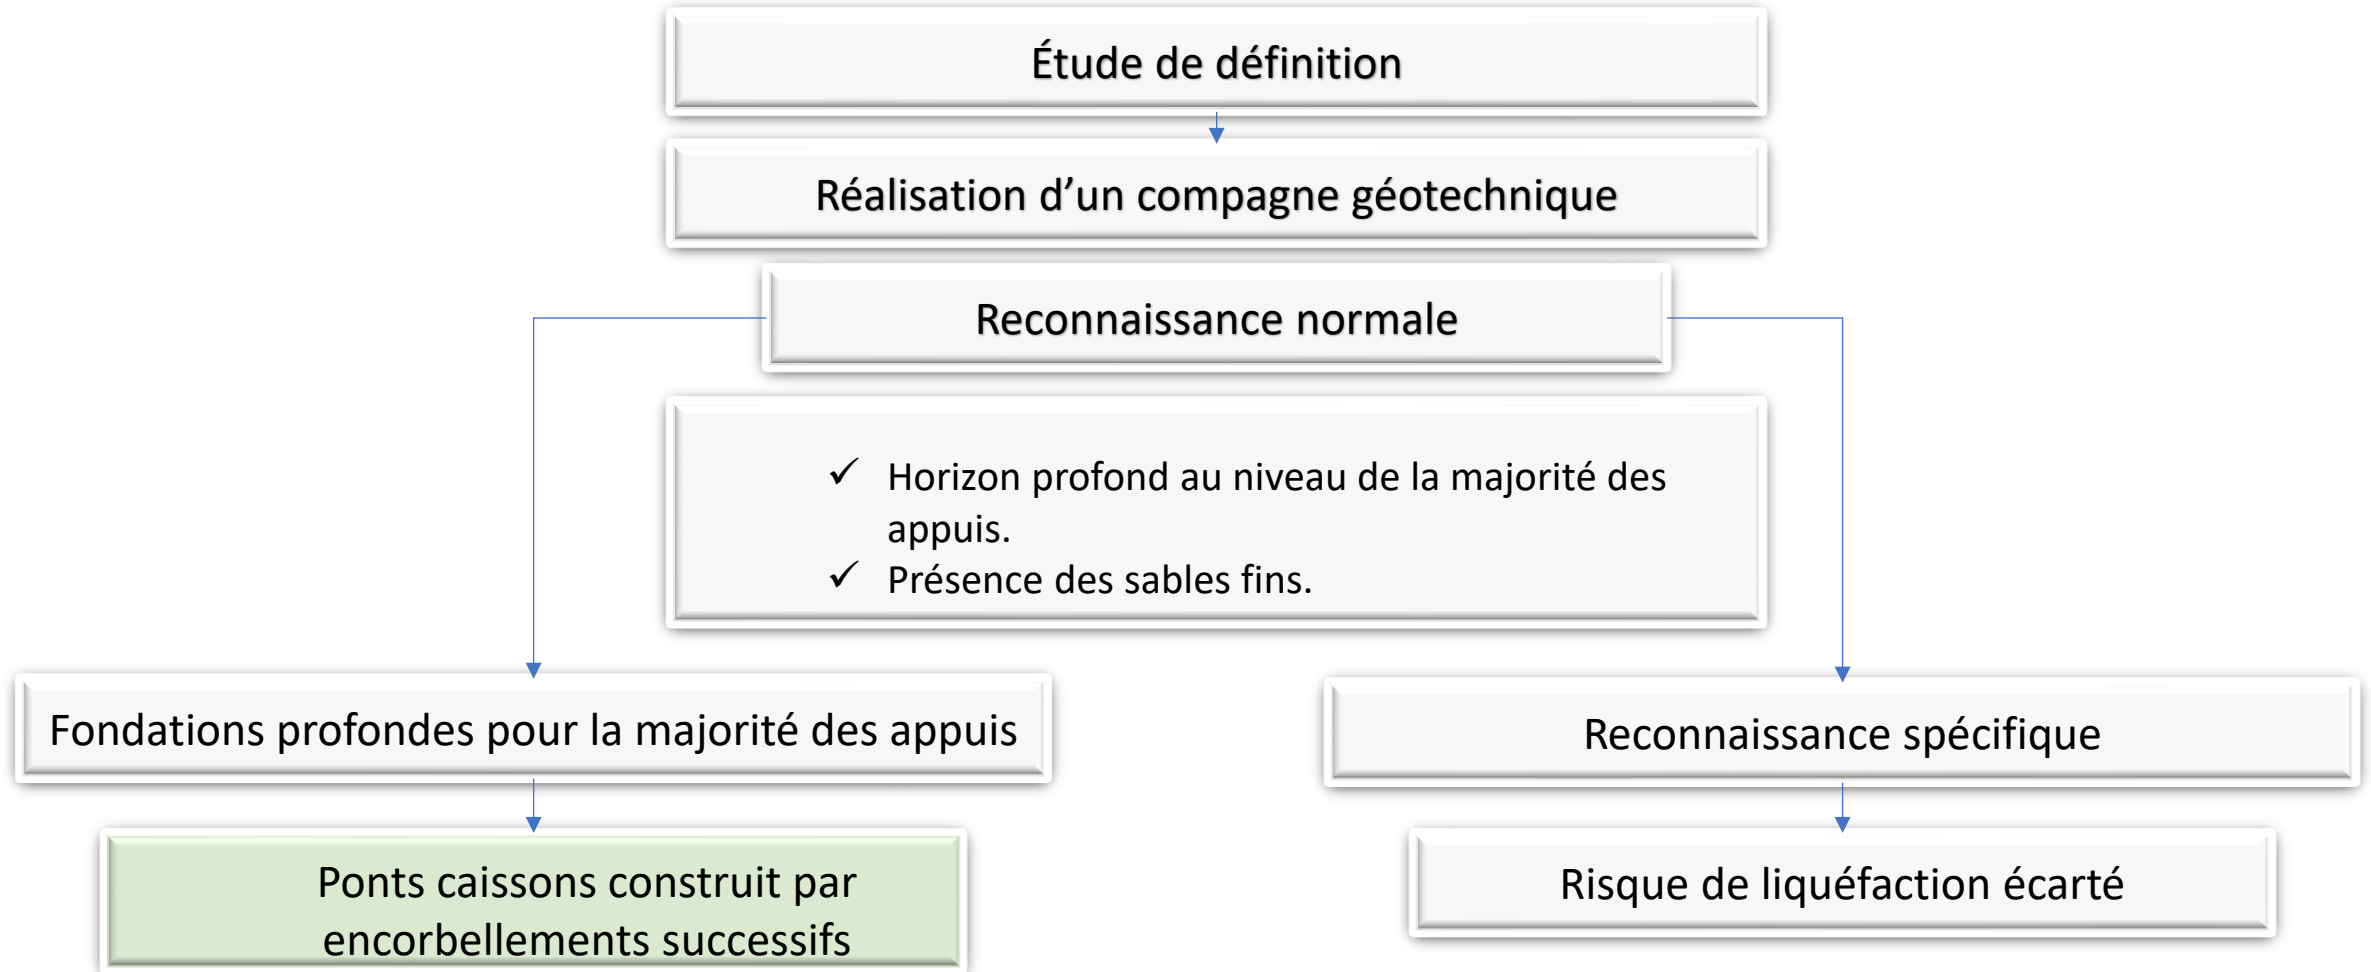 Étude de définition
Réalisation d’un compagne géotechnique
Reconnaissance normale
✓ Horizon profond au niveau de la majorité des
appuis.
✓ Présence des sables fins.
Fondations profondes pour la majorité des appuis
Reconnaissance spécifique
Ponts caissons construit par
encorbellements successifs
Risque de liquéfaction écarté